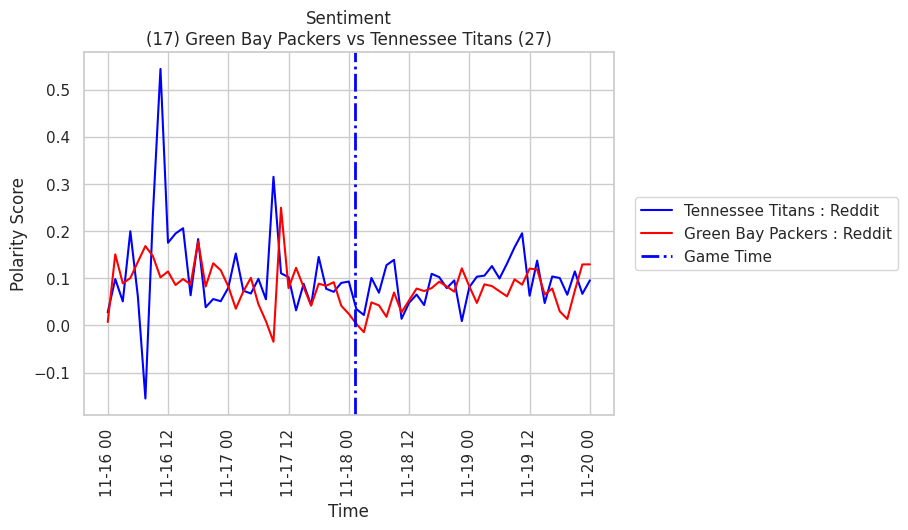 Sentiment
(17) Green Bay Packers vs Tennessee Titans (27)
Polarity Score
0.5
0.4
0.3
0.2
0.1
0.0
−0.1
11-16 00
11-16 12
11-17 00
11-17 12
11-18 00
11-18 12
11-19 00
11-19 12
11-20 00
Time
Tennessee Titans : Reddit
Green Bay Packers : Reddit
Game Time